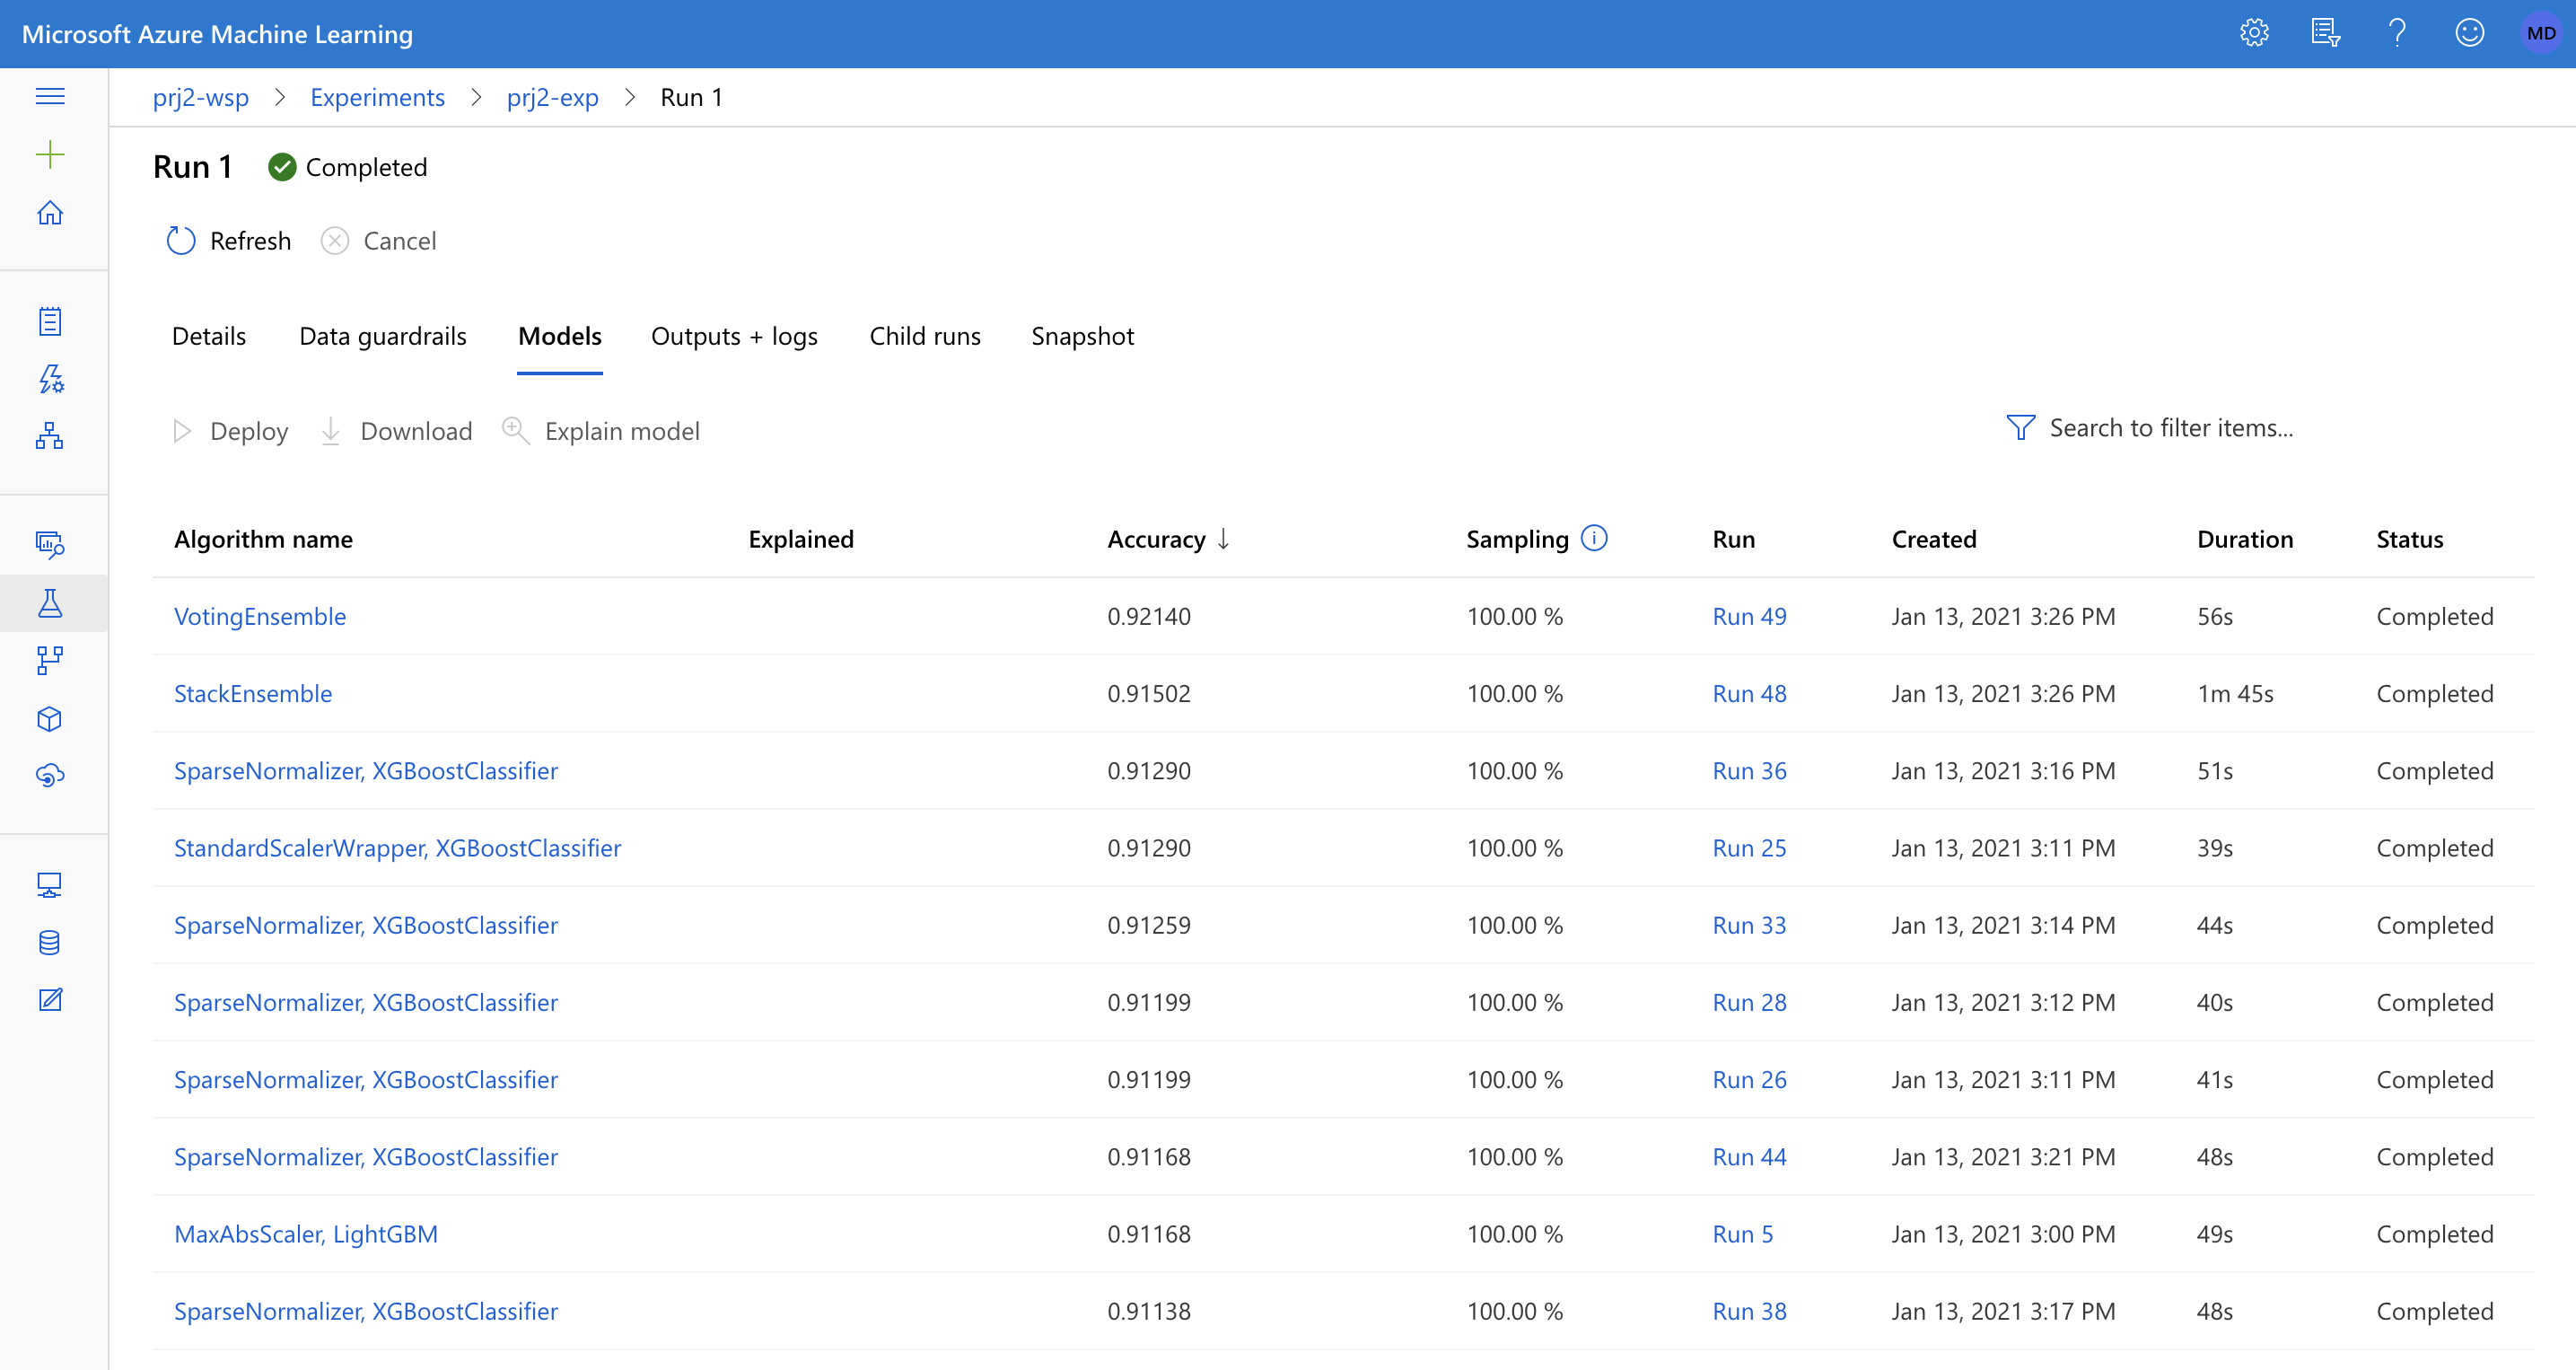 Microsoft Azure Machine Learning
MD
prj2-wsp > Experiments > prj2-exp > Run 1
Run 1 Completed
Refresh Cancel
Details Data guardrails Models Outputs + logs Child runs Snapshot
Deploy Download Explain model Search to filter items...
Algorithm name Explained Accuracy ↓ Sampling Run Created Duration Status
VotingEnsemble 0.92140 100.00 % Run 49 Jan 13, 2021 3:26 PM 56s Completed
StackEnsemble 0.91502 100.00 % Run 48 Jan 13, 2021 3:26 PM 1m 45s Completed
SparseNormalizer, XGBoostClassifier 0.91290 100.00 % Run 36 Jan 13, 2021 3:16 PM 51s Completed
StandardScalerWrapper, XGBoostClassifier 0.91290 100.00 % Run 25 Jan 13, 2021 3:11 PM 39s Completed
SparseNormalizer, XGBoostClassifier 0.91259 100.00 % Run 33 Jan 13, 2021 3:14 PM 44s Completed
SparseNormalizer, XGBoostClassifier 0.91199 100.00 % Run 28 Jan 13, 2021 3:12 PM 40s Completed
SparseNormalizer, XGBoostClassifier 0.91199 100.00 % Run 26 Jan 13, 2021 3:11 PM 41s Completed
SparseNormalizer, XGBoostClassifier 0.91168 100.00 % Run 44 Jan 13, 2021 3:21 PM 48s Completed
MaxAbsScaler, LightGBM 0.91168 100.00 % Run 5 Jan 13, 2021 3:00 PM 49s Completed
SparseNormalizer, XGBoostClassifier 0.91138 100.00 % Run 38 Jan 13, 2021 3:17 PM 48s Completed